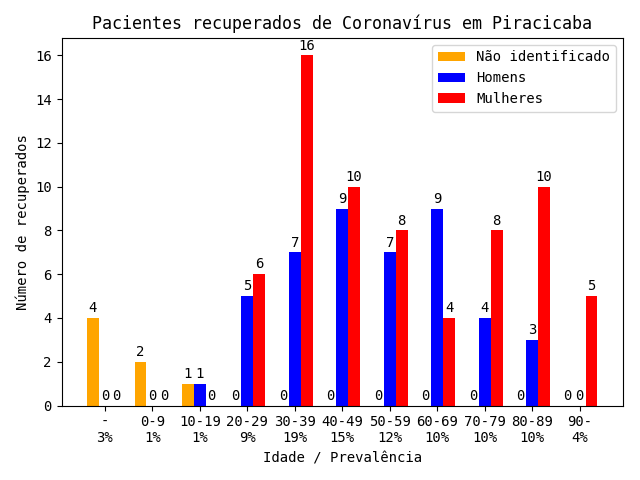 Pacientes recuperados de Coronavírus em Piracicaba
Não identificado
Homens
Mulheres
Número de recuperados
16
14
12
10
8
6
4
2
0
4 0 0
2 0 0
1 1 0
0 5 6
0 7 16
0 9 10
0 7 8
0 9 4
0 4 8
0 3 10
0 0 5
- 0-9 10-19 20-29 30-39 40-49 50-59 60-69 70-79 80-89 90-
3% 1% 1% 9% 19% 15% 12% 10% 10% 10% 4%
Idade / Prevalência